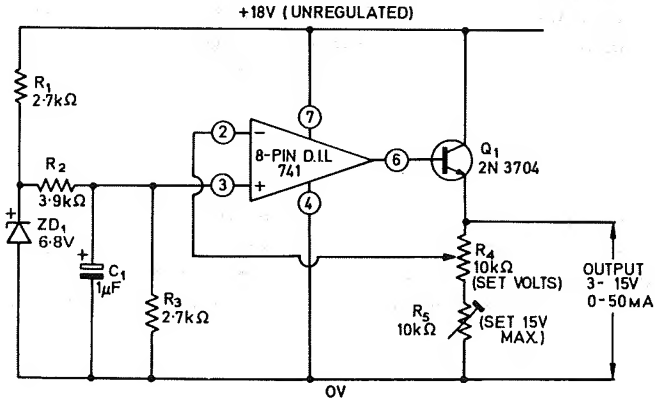 +18V (UNREGULATED)
R1
2·7kΩ
7
2
−
8-PIN D.I.L
741
6
Q1
2N 3704
R2
3·9kΩ
3
+
4
+
ZD1
6·8V
+
C1
1µF
R3
2·7kΩ
R4
10kΩ
(SET VOLTS)
R5
10kΩ
(SET 15V
MAX.)
OUTPUT
3- 15V
0-50MA
0V